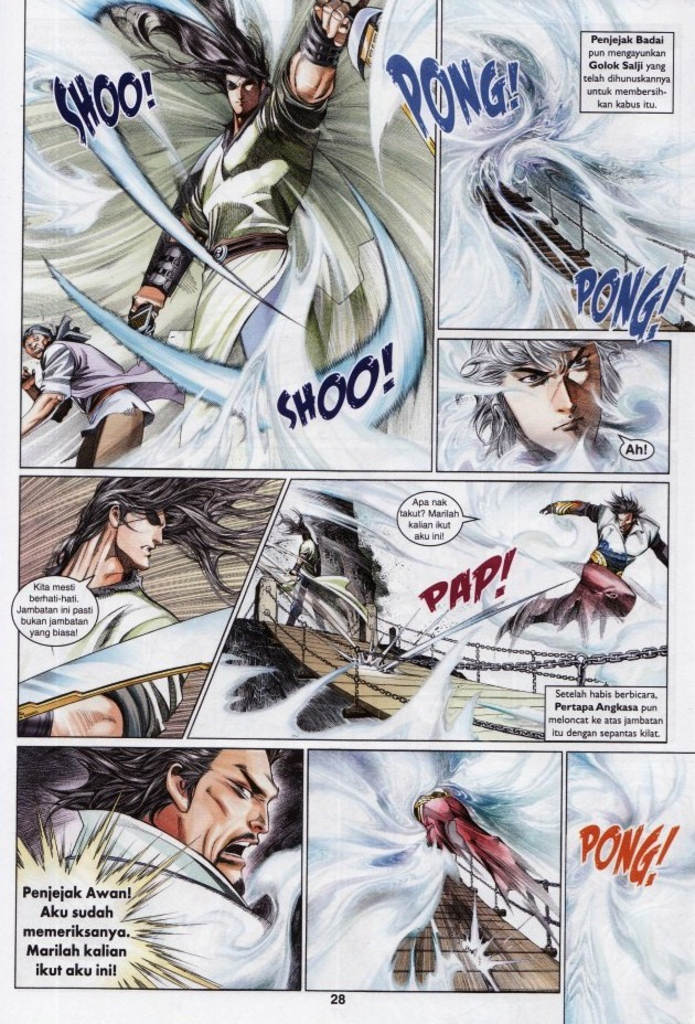 SHOO!
PONG!
Penjejak Badai
pun mengayunkan
Golok Salji yang
telah dihunuskannya
untuk membersih-
kan kabus itu.
PONG!
SHOO!
Ah!
Kita mesti
berhati-hati.
Jambatan ini pasti
bukan jambatan
yang biasa!
Apa nak
takut? Marilah
kalian ikut
aku ini!
PAP!
Setelah habis berbicara,
Pertapa Angkasa pun
meloncat ke atas jambatan
itu dengan sepantas kilat.
Penjejak Awan!
Aku sudah
memeriksanya.
Marilah kalian
ikut aku ini!
PONG!
28